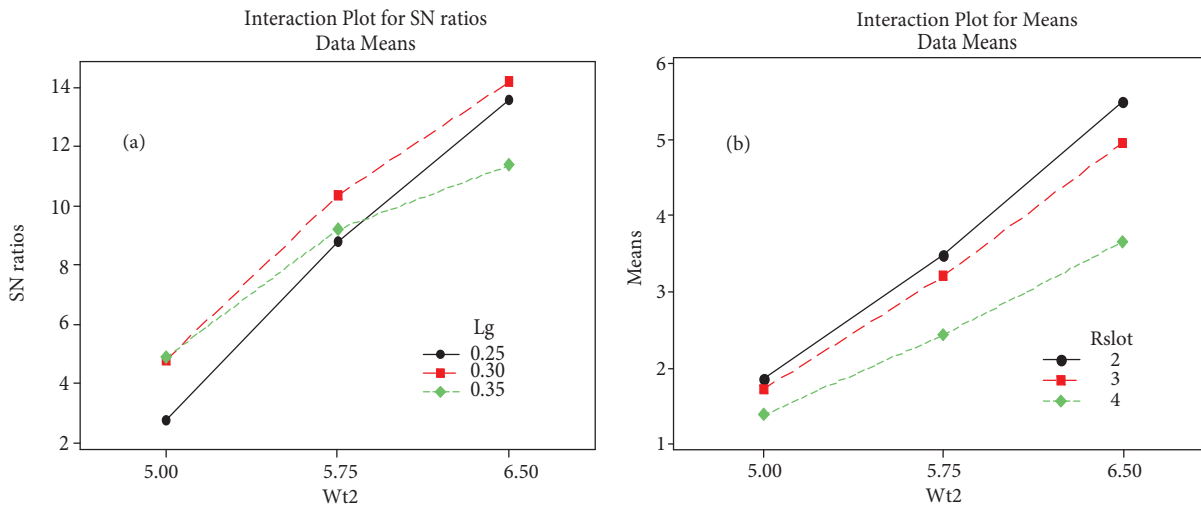 Interaction Plot for SN ratios
Data Means
14
12
10
8
6
4
2
SN ratios
(a)
Lg
0.25
0.30
0.35
5.00
5.75
6.50
Wt2
Interaction Plot for Means
Data Means
6
5
4
3
2
1
Means
(b)
Rslot
2
3
4
5.00
5.75
6.50
Wt2